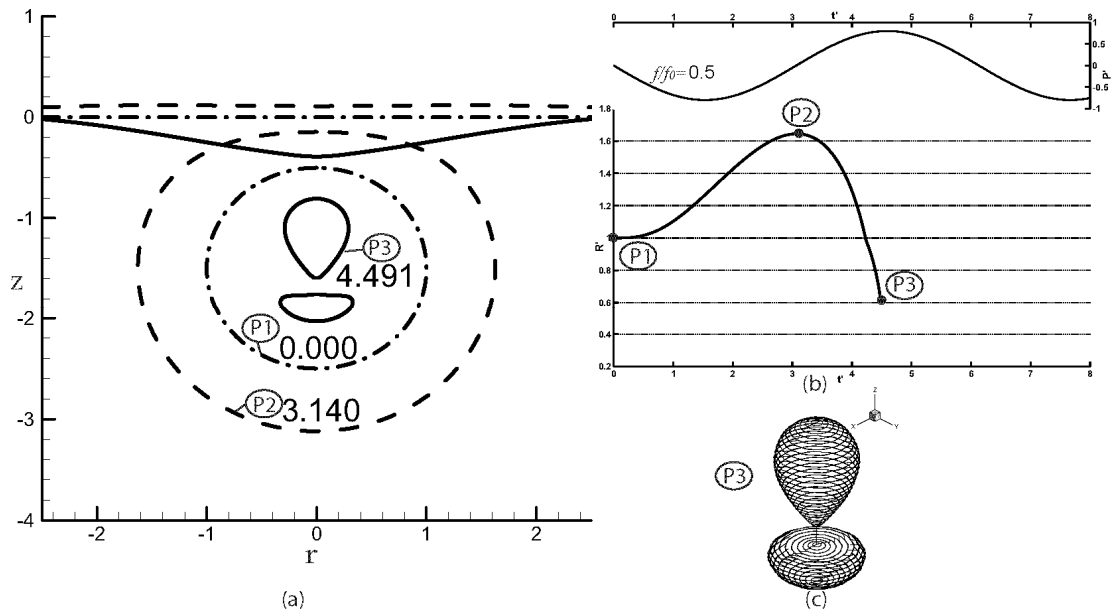 1
0
-1
-2
-3
-4
z
-2 -1 0 1 2
r
P3
4.491
P1
0.000
P2
3.140
(a)
0 1 2 3 4 5 6 7 8
t'
1
0.5
0
-0.5
-1
P'
f/f0=0.5
1.8
1.6
1.4
1.2
1
0.8
0.6
0.4
0.2
R'
P1
P2
P3
0 1 2 3 4 5 6 7 8
t'
(b)
P3
Z
X
Y
(c)